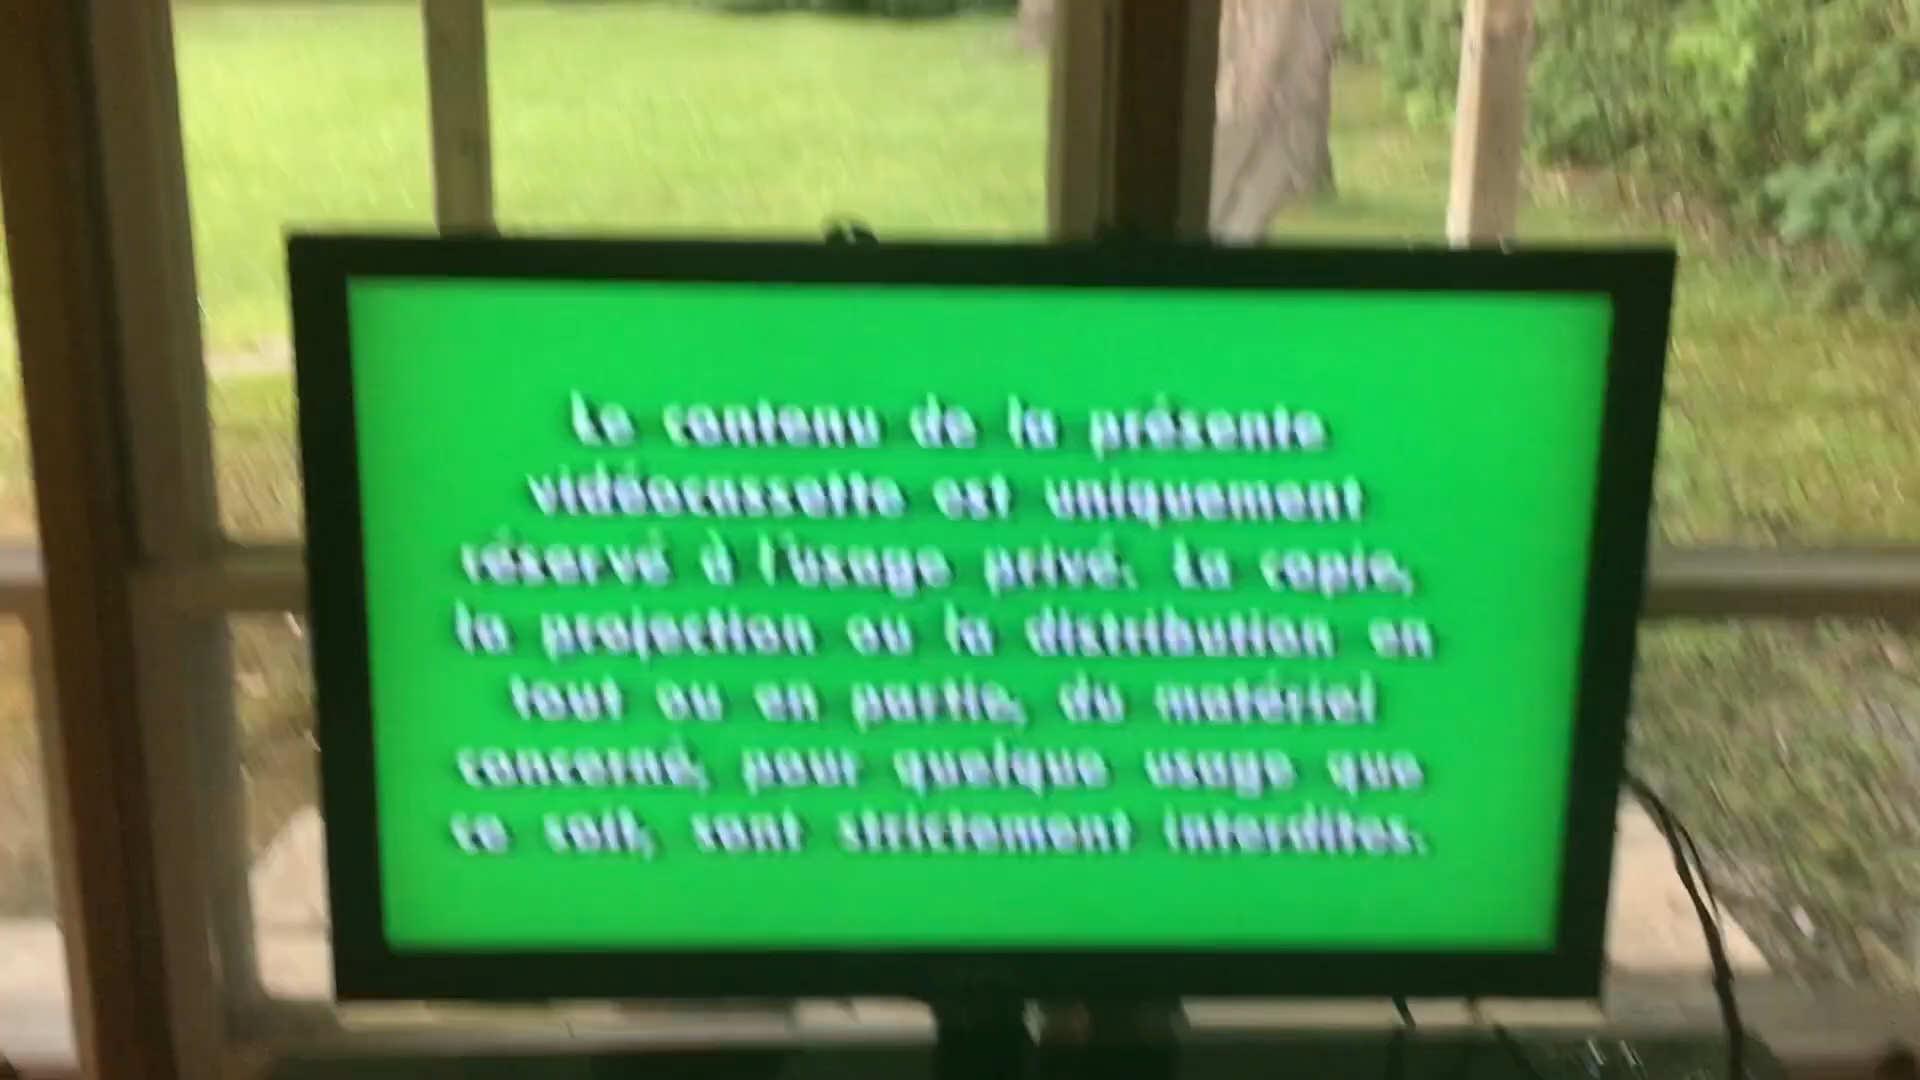 Le contenu de la présente
vidéocassette est uniquement
réservé à l'usage privé. La copie,
la projection ou la distribution en
tout ou en partie, du matériel
concerné, pour quelque usage que
ce soit, sont strictement interdites.